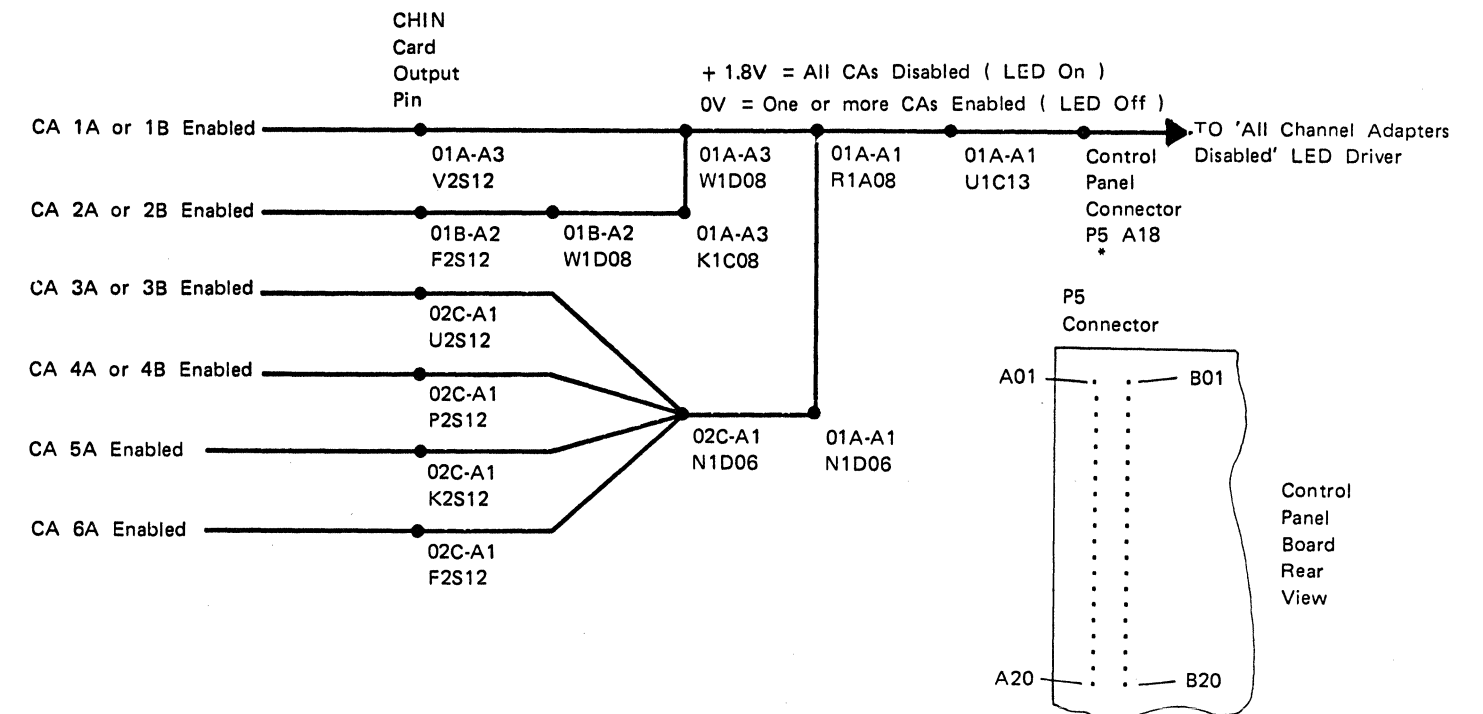 CHIN
Card
Output
Pin
+ 1.8V = All CAs Disabled ( LED On )
0V = One or more CAs Enabled ( LED Off )
CA 1A or 1B Enabled
TO 'All Channel Adapters
Disabled' LED Driver
01A-A3
V2S12
01A-A3
W1D08
01A-A1
R1A08
01A-A1
U1C13
Control
Panel
Connector
P5 A18
*
CA 2A or 2B Enabled
01B-A2
F2S12
01B-A2
W1D08
01A-A3
K1C08
CA 3A or 3B Enabled
02C-A1
U2S12
CA 4A or 4B Enabled
02C-A1
P2S12
CA 5A Enabled
02C-A1
K2S12
CA 6A Enabled
02C-A1
F2S12
02C-A1
N1D06
01A-A1
N1D06
P5
Connector
A01
B01
A20
B20
Control
Panel
Board
Rear
View